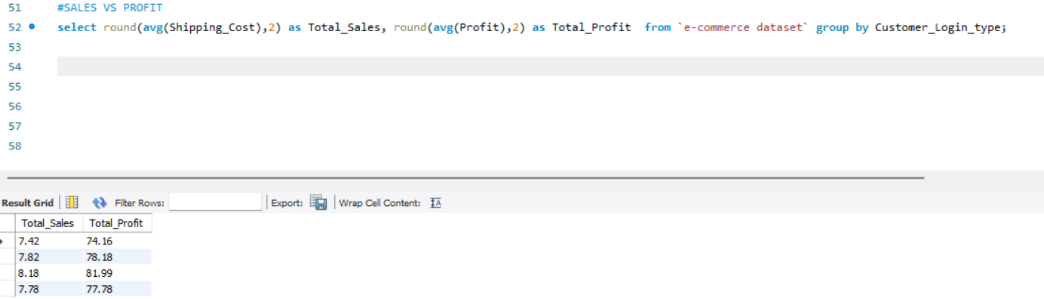 51 #SALES VS PROFIT
52 select round(avg(Shipping_Cost),2) as Total_Sales, round(avg(Profit),2) as Total_Profit from `e-commerce dataset` group by Customer_Login_type;
53
54
55
56
57
58
Result Grid Filter Rows: Export: Wrap Cell Content:
Total_Sales Total_Profit
7.42 74.16
7.82 78.18
8.18 81.99
7.78 77.78